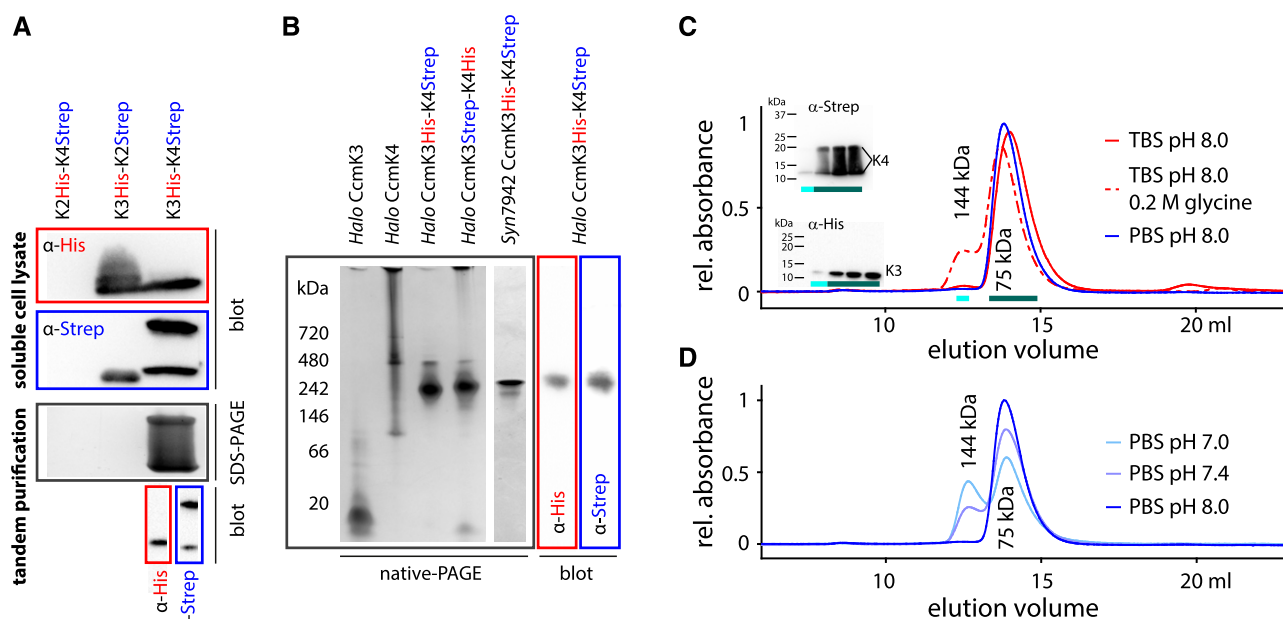 A
K2His-K4Strep
K3His-K2Strep
K3His-K4Strep
soluble cell lysate
α-His
α-Strep
blot
tandem purification
SDS-PAGE
blot
α-His
-Strep
B
Halo CcmK3
Halo CcmK4
Halo CcmK3His-K4Strep
Halo CcmK3Strep-K4His
Syn7942 CcmK3His-K4Strep
Halo CcmK3His-K4Strep
kDa
720
480
242
146
66
20
α-His
α-Strep
native-PAGE
blot
C
rel. absorbance
1
0.5
0
kDa
α-Strep
37
25
20
15
10
K4
α-His
25
20
15
10
K3
144 kDa
75 kDa
TBS pH 8.0
TBS pH 8.0
0.2 M glycine
PBS pH 8.0
10
15
20 ml
elution volume
D
rel. absorbance
1
0.5
0
144 kDa
75 kDa
PBS pH 7.0
PBS pH 7.4
PBS pH 8.0
10
15
20 ml
elution volume